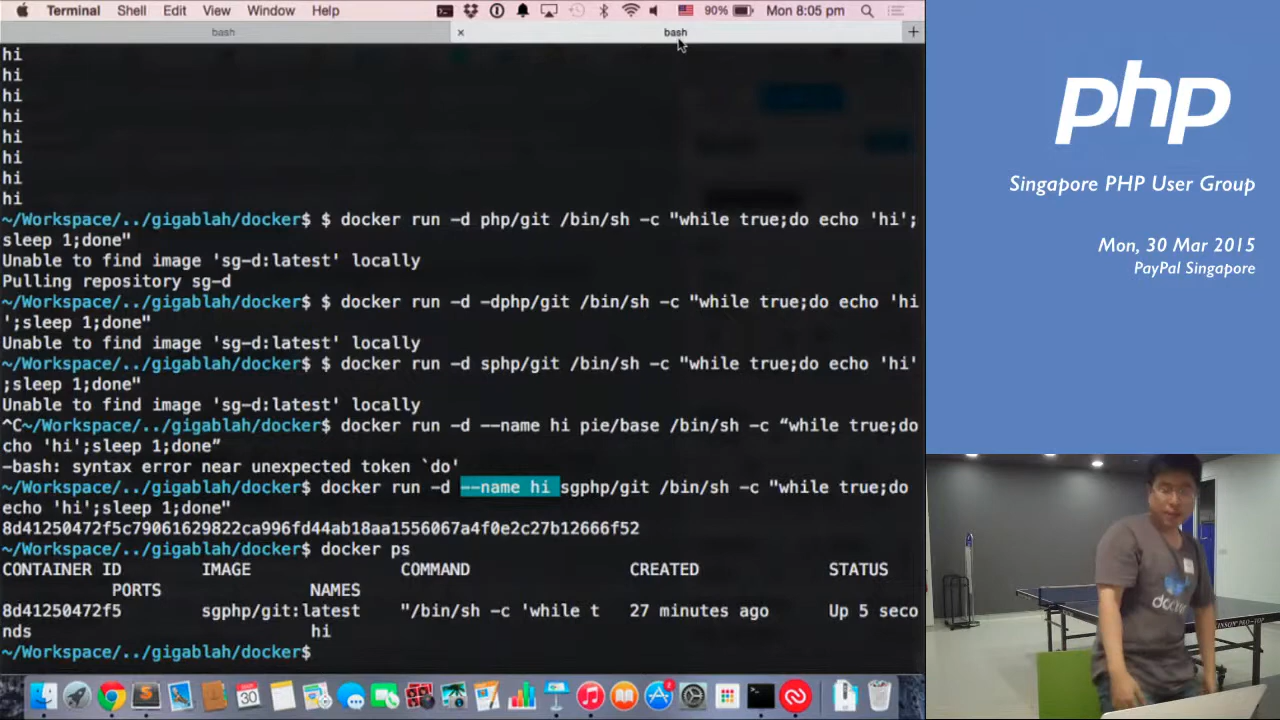 Terminal Shell Edit View Window Help 90% Mon 8:05 pm
bash bash
hi
hi
hi
hi
hi
hi
hi
hi
~/Workspace/../gigablah/docker$ $ docker run -d php/git /bin/sh -c "while true;do echo 'hi';
sleep 1;done"
Unable to find image 'sg-d:latest' locally
Pulling repository sg-d
~/Workspace/../gigablah/docker$ $ docker run -d -dphp/git /bin/sh -c "while true;do echo 'hi
';sleep 1;done"
Unable to find image 'sg-d:latest' locally
~/Workspace/../gigablah/docker$ $ docker run -d sphp/git /bin/sh -c "while true;do echo 'hi'
;sleep 1;done"
Unable to find image 'sg-d:latest' locally
^C~/Workspace/../gigablah/docker$ docker run -d --name hi pie/base /bin/sh -c “while true;do
cho 'hi';sleep 1;done”
-bash: syntax error near unexpected token `do'
~/Workspace/../gigablah/docker$ docker run -d --name hi sgphp/git /bin/sh -c "while true;do
echo 'hi';sleep 1;done"
8d41250472f5c79061629822ca996fd44ab18aa1556067a4f0e2c27b12666f52
~/Workspace/../gigablah/docker$ docker ps
CONTAINER ID IMAGE COMMAND CREATED STATUS
PORTS NAMES
8d41250472f5 sgphp/git:latest "/bin/sh -c 'while t 27 minutes ago Up 5 seco
nds hi
~/Workspace/../gigablah/docker$
30
php
Singapore PHP User Group
Mon, 30 Mar 2015
PayPal Singapore